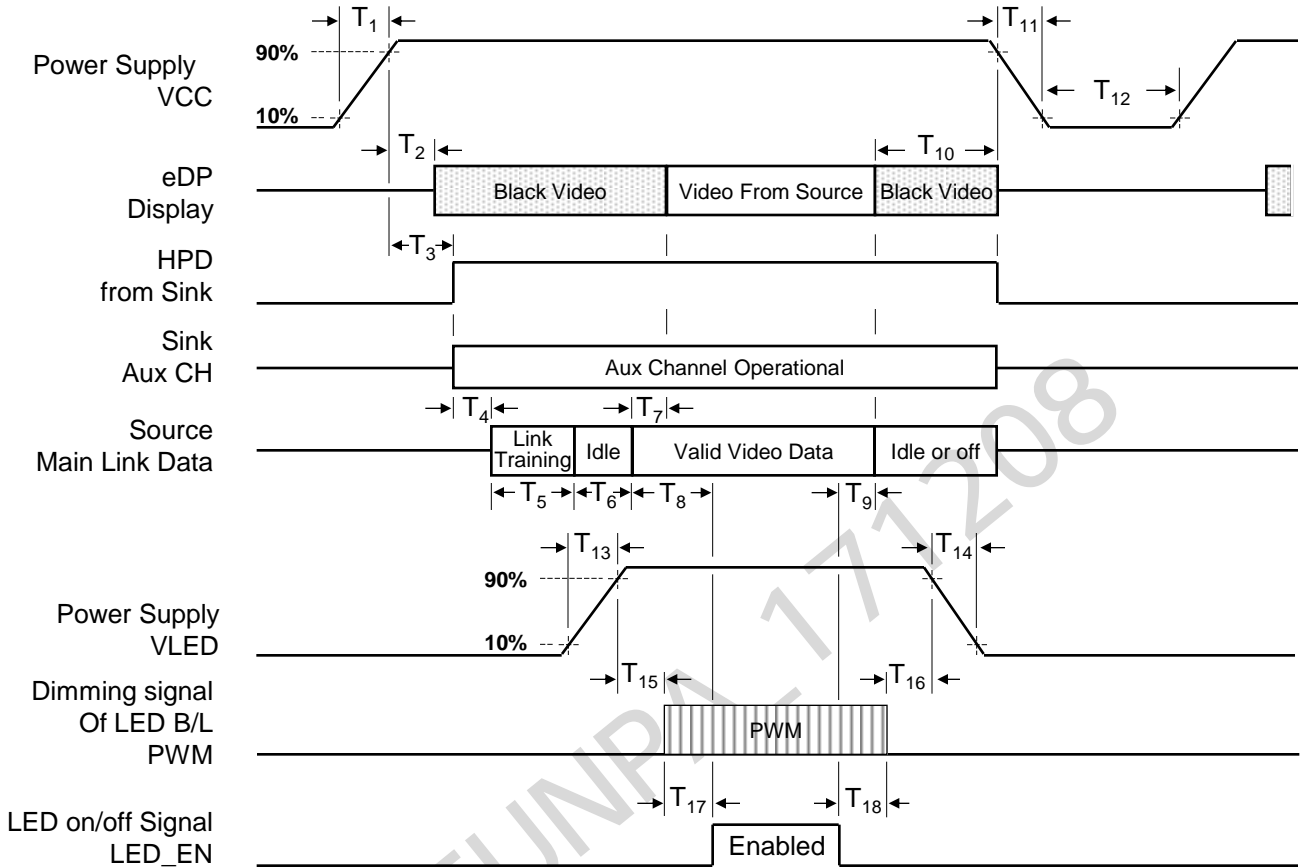 T1
T11
90%
Power Supply
VCC
T12
10%
T2
T10
eDP
Display
Black Video
Video From Source
Black Video
T3
HPD
from Sink
Sink
Aux CH
Aux Channel Operational
T4
T7
Source
Main Link Data
Link
Training
Idle
Valid Video Data
Idle or off
T5
T6
T8
T9
T13
T14
90%
Power Supply
VLED
10%
T15
T16
Dimming signal
Of LED B/L
PWM
PWM
T17
T18
LED on/off Signal
LED_EN
Enabled
TUNPA_171208